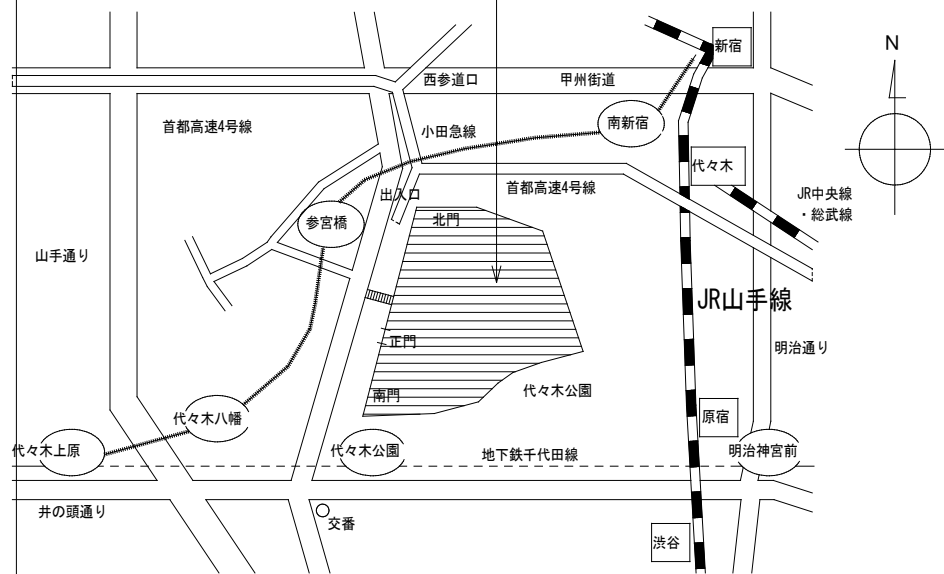 新宿
N
西参道口
甲州街道
首都高速4号線
小田急線
南新宿
代々木
出入口
首都高速4号線
JR中央線
・総武線
参宮橋
北門
山手通り
JR山手線
正門
明治通り
南門
代々木公園
代々木八幡
原宿
代々木上原
代々木公園
地下鉄千代田線
明治神宮前
井の頭通り
交番
渋谷